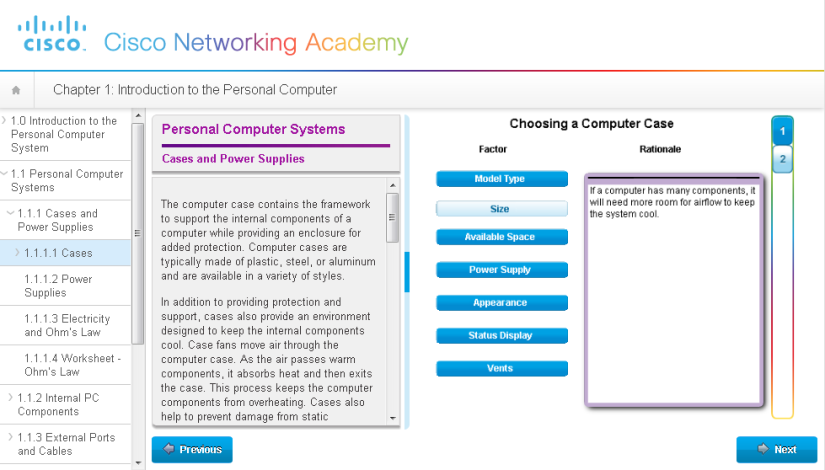 CISCO
Cisco Networking Academy
Chapter 1: Introduction to the Personal Computer
1.0 Introduction to the
Personal Computer
System
1.1 Personal Computer
Systems
1.1.1 Cases and
Power Supplies
1.1.1.1 Cases
1.1.1.2 Power
Supplies
1.1.1.3 Electricity
and Ohm's Law
1.1.1.4 Worksheet -
Ohm's Law
1.1.2 Internal PC
Components
1.1.3 External Ports
and Cables
Personal Computer Systems
Cases and Power Supplies
The computer case contains the framework
to support the internal components of a
computer while providing an enclosure for
added protection. Computer cases are
typically made of plastic, steel, or aluminum
and are available in a variety of styles.
In addition to providing protection and
support, cases also provide an environment
designed to keep the internal components
cool. Case fans move air through the
computer case. As the air passes warm
components, it absorbs heat and then exits
the case. This process keeps the computer
components from overheating. Cases also
help to prevent damage from static
Previous
Choosing a Computer Case
Factor
Rationale
Model Type
Size
Available Space
Power Supply
Appearance
Status Display
Vents
If a computer has many components, it
will need more room for airflow to keep
the system cool.
1
2
Next